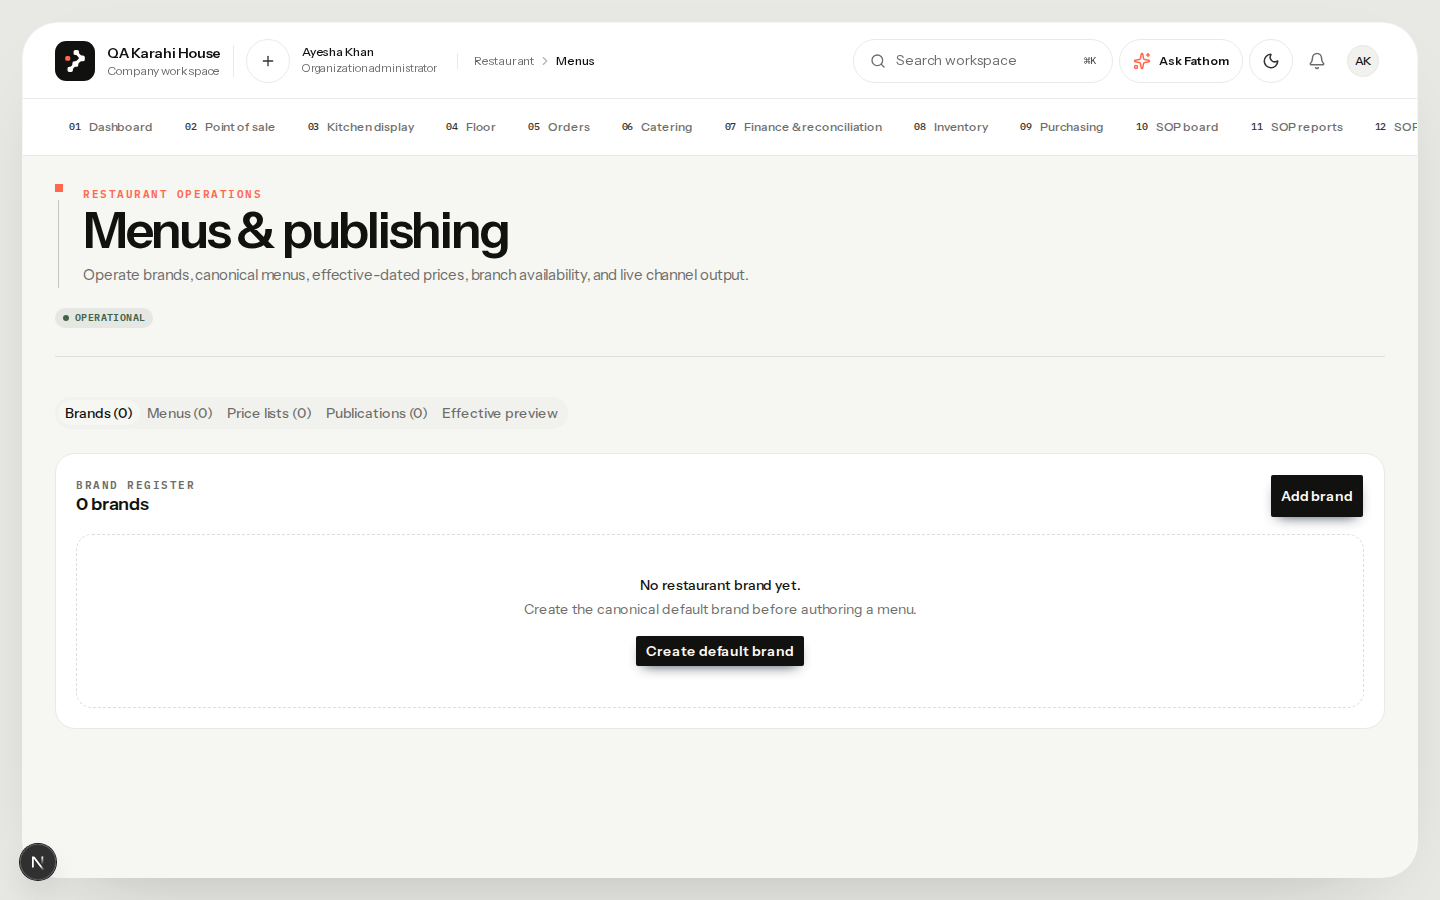 QA Karahi House
Company workspace
+
Ayesha Khan
Organization administrator
Restaurant > Menus
Search workspace ⌘K
Ask Fathom
AK
01 Dashboard 02 Point of sale 03 Kitchen display 04 Floor 05 Orders 06 Catering 07 Finance & reconciliation 08 Inventory 09 Purchasing 10 SOP board 11 SOP reports 12 SOP
RESTAURANT OPERATIONS
Menus & publishing
Operate brands, canonical menus, effective-dated prices, branch availability, and live channel output.
OPERATIONAL
Brands (0) Menus (0) Price lists (0) Publications (0) Effective preview
BRAND REGISTER
0 brands
Add brand
No restaurant brand yet.
Create the canonical default brand before authoring a menu.
Create default brand
N